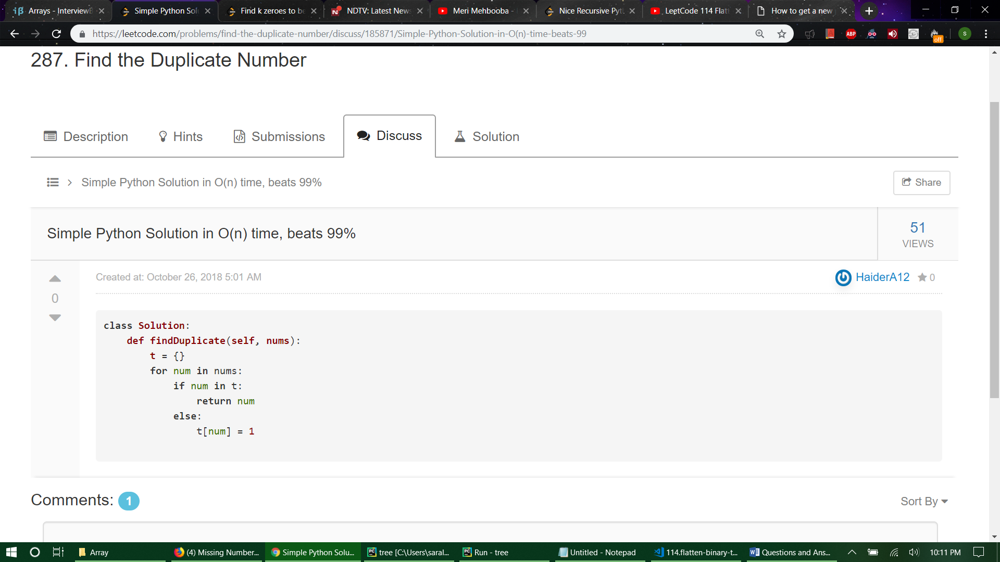 Arrays - InterviewB
Simple Python Sol
Find k zeroes to be
NDTV: Latest News
Meri Mehbooba -
Nice Recursive Pyt
LeetCode 114 Flatt
How to get a new
https://leetcode.com/problems/find-the-duplicate-number/discuss/185871/Simple-Python-Solution-in-O(n)-time-beats-99
ABP
off
S
287. Find the Duplicate Number
Description
Hints
Submissions
Discuss
Solution
Simple Python Solution in O(n) time, beats 99%
Share
Simple Python Solution in O(n) time, beats 99%
51
VIEWS
Created at: October 26, 2018 5:01 AM
HaiderA12
0
0
class Solution:
    def findDuplicate(self, nums):
        t = {}
        for num in nums:
            if num in t:
                return num
            else:
                t[num] = 1
Comments: 1
Sort By
Array
(4) Missing Number...
Simple Python Solu...
tree [C:\Users\saral...
Run - tree
Untitled - Notepad
114.flatten-binary-t...
Questions and Ans...
10:11 PM